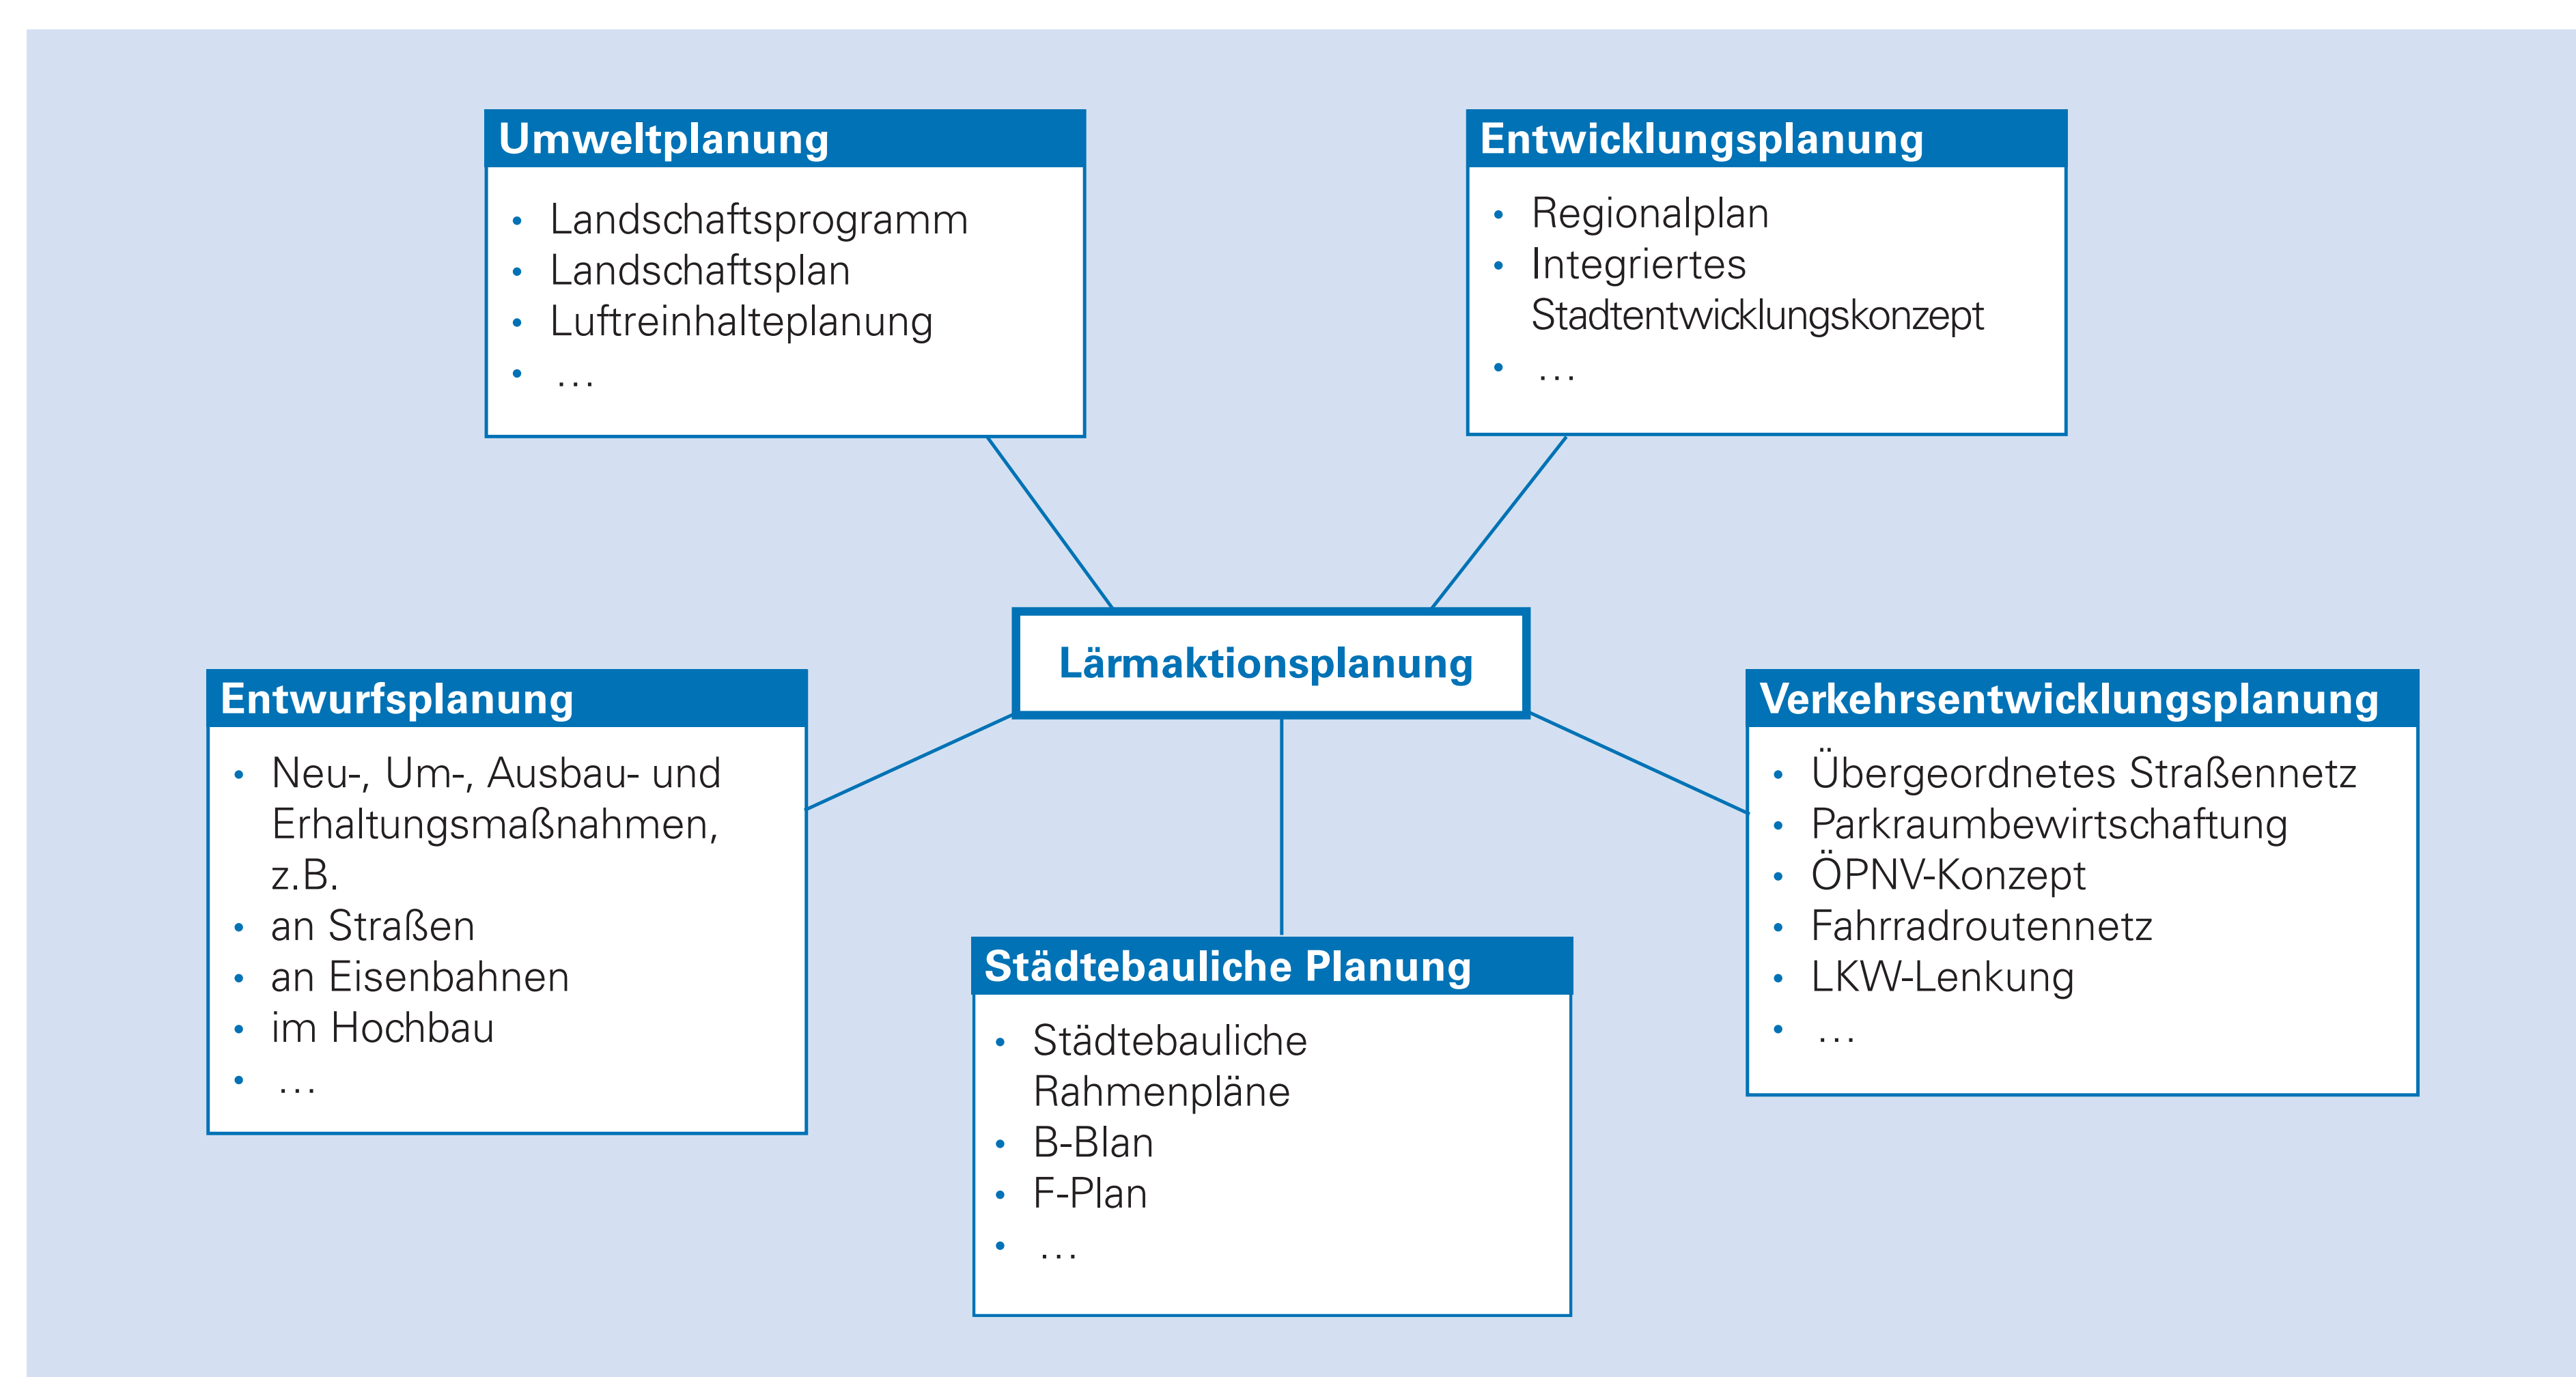 Umweltplanung
• Landschaftsprogramm
• Landschaftsplan
• Luftreinhalteplanung
• ...
Entwicklungsplanung
• Regionalplan
• Integriertes
Stadtentwicklungskonzept
• ...
Lärmaktionsplanung
Entwurfsplanung
• Neu-, Um-, Ausbau- und
Erhaltungsmaßnahmen,
z.B.
• an Straßen
• an Eisenbahnen
• im Hochbau
• ...
Städtebauliche Planung
• Städtebauliche
Rahmenpläne
• B-Blan
• F-Plan
• ...
Verkehrsentwicklungsplanung
• Übergeordnetes Straßennetz
• Parkraumbewirtschaftung
• ÖPNV-Konzept
• Fahrradroutennetz
• LKW-Lenkung
• ...